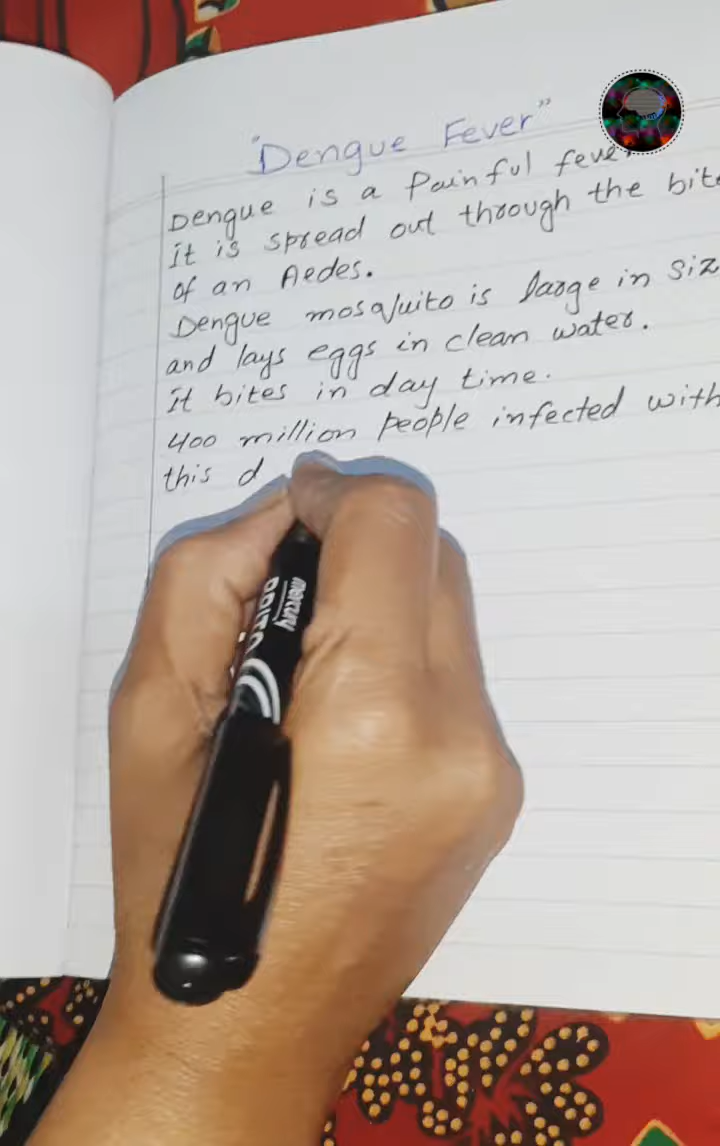 "Dengue Fever"
Dengue is a Painful fever
it is spread out through the bite
of an Aedes.
Dengue mosquito is large in siz
and lays eggs in clean water.
It bites in day time.
400 million people infected with
this d
mercury